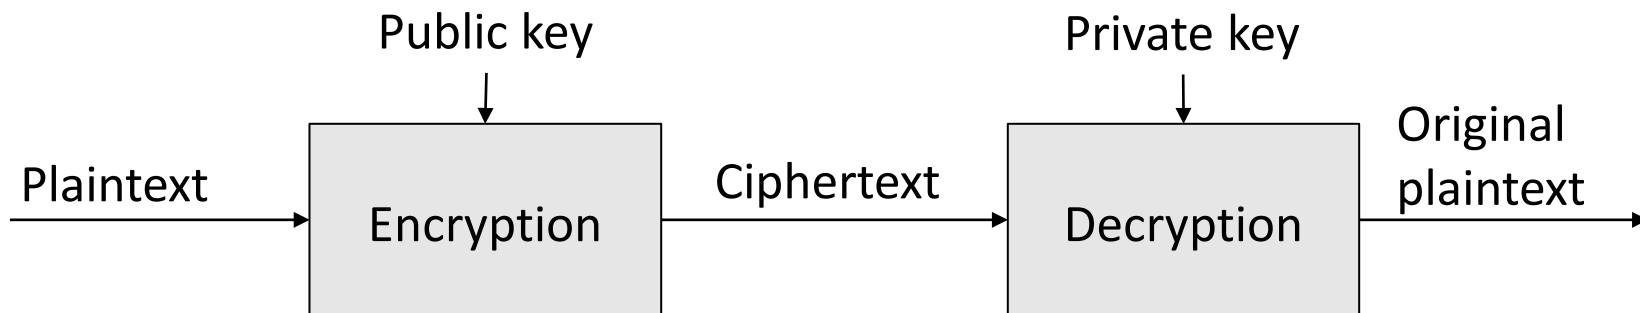 Public key
Private key
Plaintext
Encryption
Ciphertext
Decryption
Original
plaintext